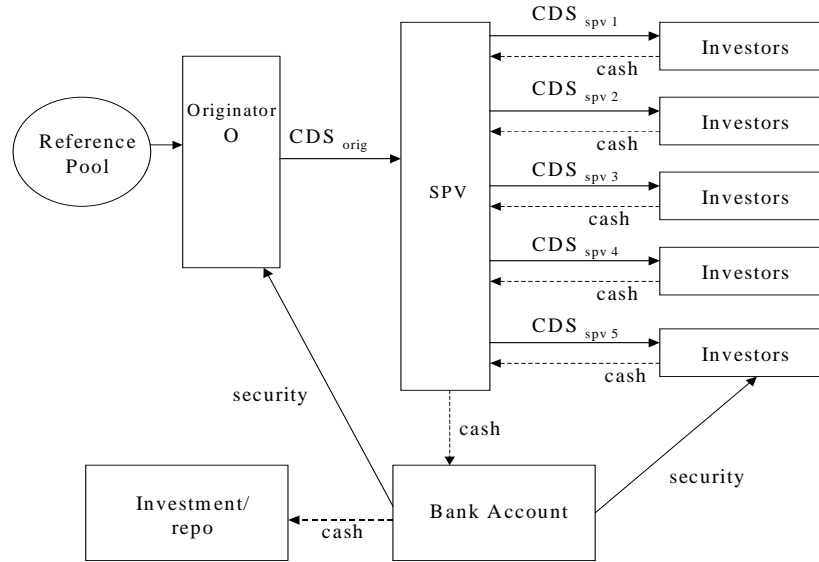 CDS spv 1
Investors
cash
CDS spv 2
Investors
cash
Originator
O
Reference
Pool
CDS orig
CDS spv 3
SPV
Investors
cash
CDS spv 4
Investors
cash
CDS spv 5
Investors
cash
security
cash
security
Investment/
repo
cash
Bank Account